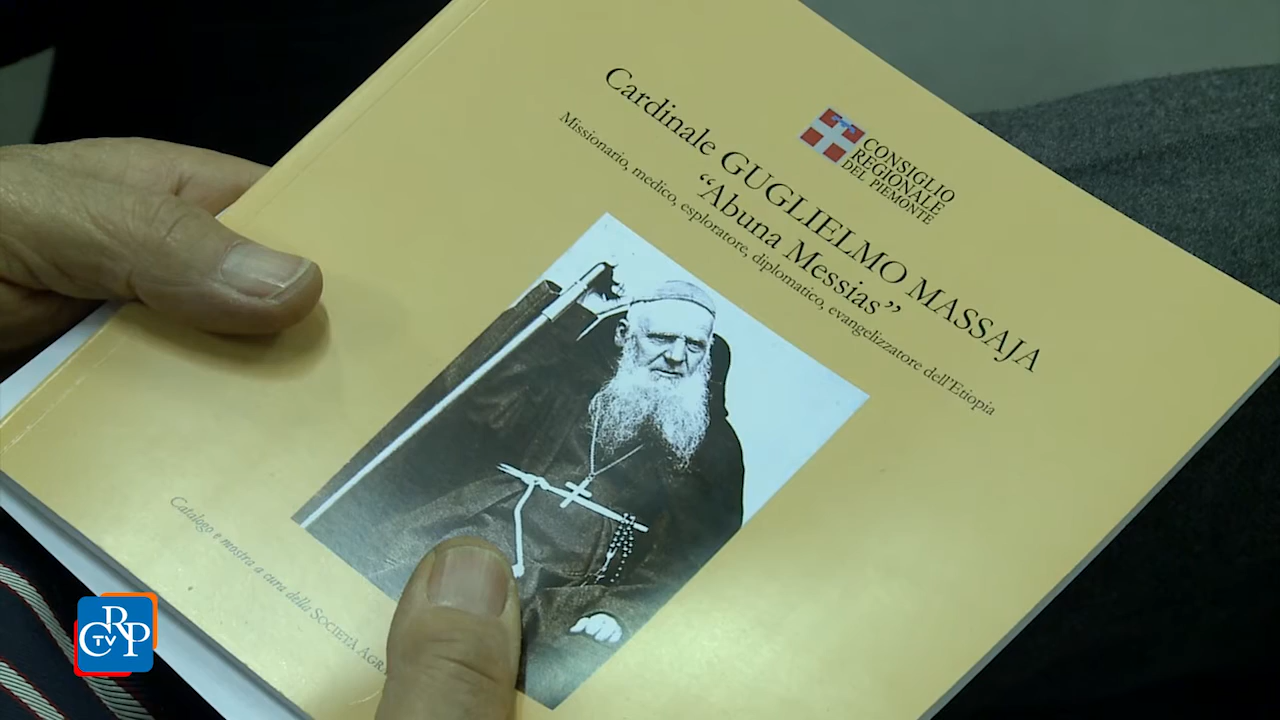 CONSIGLIO
REGIONALE
DEL PIEMONTE
Cardinale GUGLIELMO MASSAJA
“Abuna Messias”
Missionario, medico, esploratore, diplomatico, evangelizzatore dell'Etiopia
Catalogo e mostra a cura della SOCIETÀ
CRP
TV